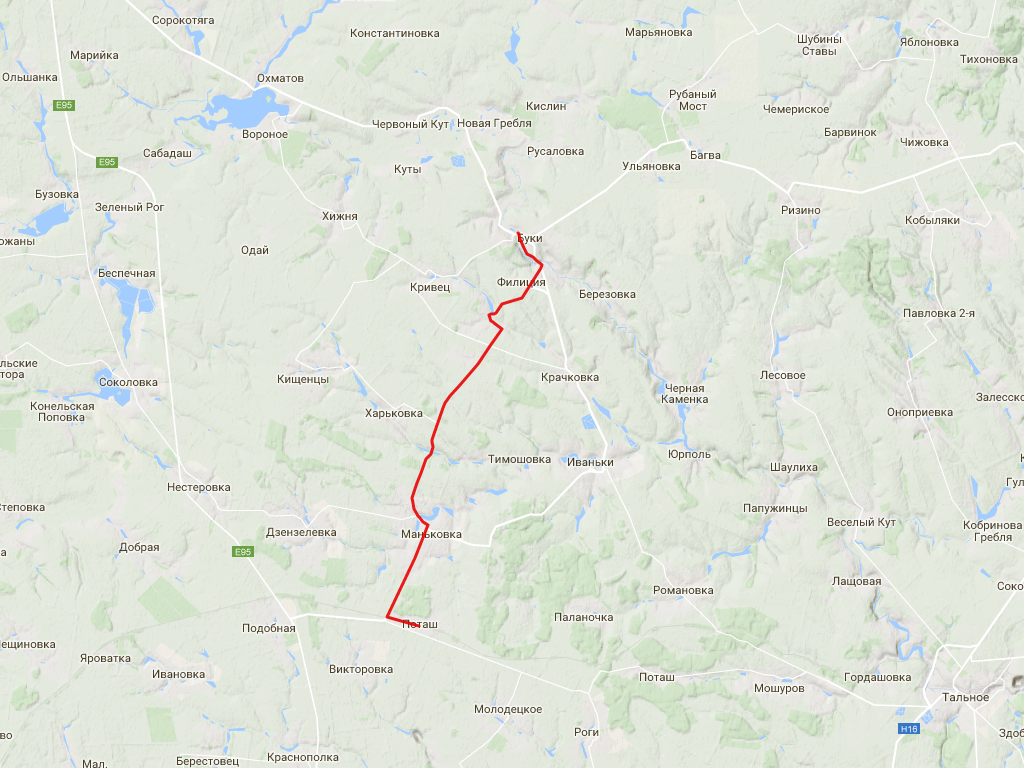 Сорокотяга
Константиновка
Марьяновка
Шубины
Ставы
Яблоновка
Марийка
Тихоновка
Ольшанка
Охматов
E95
Рубаный
Мост
Кислин
Чемериское
Червоный Кут
Новая Гребля
Вороное
Барвинок
Чижовка
Сабадаш
Русаловка
Багва
E95
Куты
Ульяновка
Бузовка
Зеленый Рог
Хижня
Ризино
Кобыляки
ожаны
Буки
Одай
Беспечная
Филиция
Кривец
Березовка
Павловка 2-я
льские
тора
Соколовка
Кищенцы
Крачковка
Лесовое
Черная
Каменка
Залесско
Конельская
Поповка
Харьковка
Оноприевка
Юрполь
Тимошовка
Иваньки
Шаулиха
Гул
Нестеровка
Степовка
Папужинцы
Веселый Кут
Кобринова
Гребля
Дзензелевка
Маньковка
а
Добрая
E95
Лащовая
Соко
Романовка
Подобная
Поташ
Паланочка
ещиновка
Яроватка
Ивановка
Викторовка
Поташ
Мошуров
Гордашовка
Тальное
Молодецкое
H16
Роги
Здоб
во
Мал.
Берестовец
Краснополка